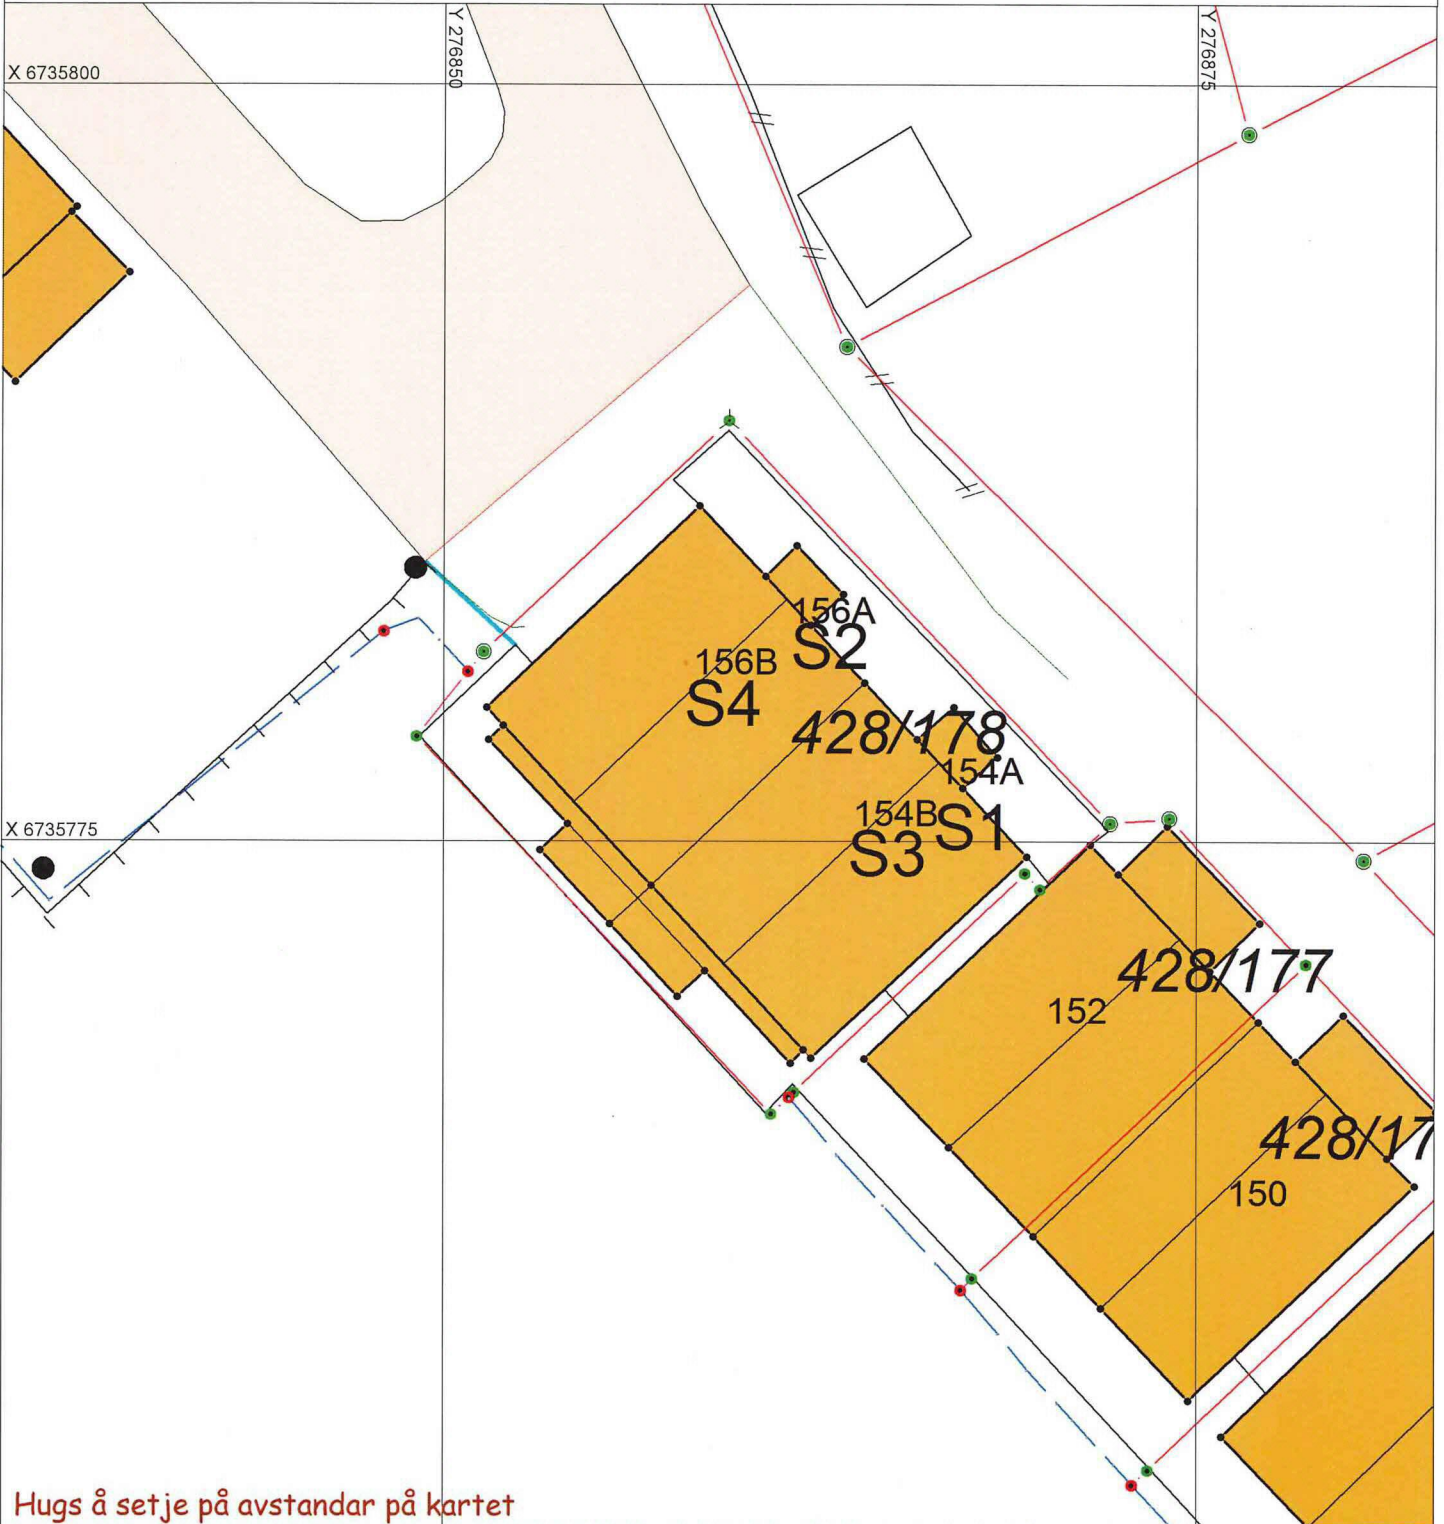 Y 276850
Y 276875
X 6735800
156A
S2
156B
S4
428/178
154A
154B
S1
S3
X 6735775
428/177
152
428/17
150
Hugs å setje på avstandar på kartet